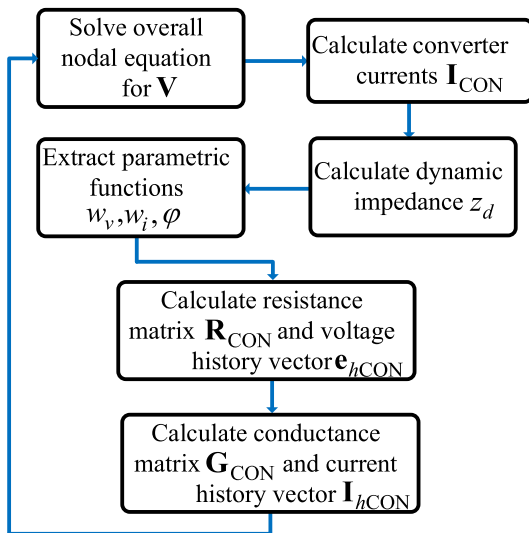 Solve overall
nodal equation
for V
Calculate converter
currents I_CON
Calculate dynamic
impedance z_d
Extract parametric
functions
w_v, w_i, φ
Calculate resistance
matrix R_CON and voltage
history vector e_hCON
Calculate conductance
matrix G_CON and current
history vector I_hCON